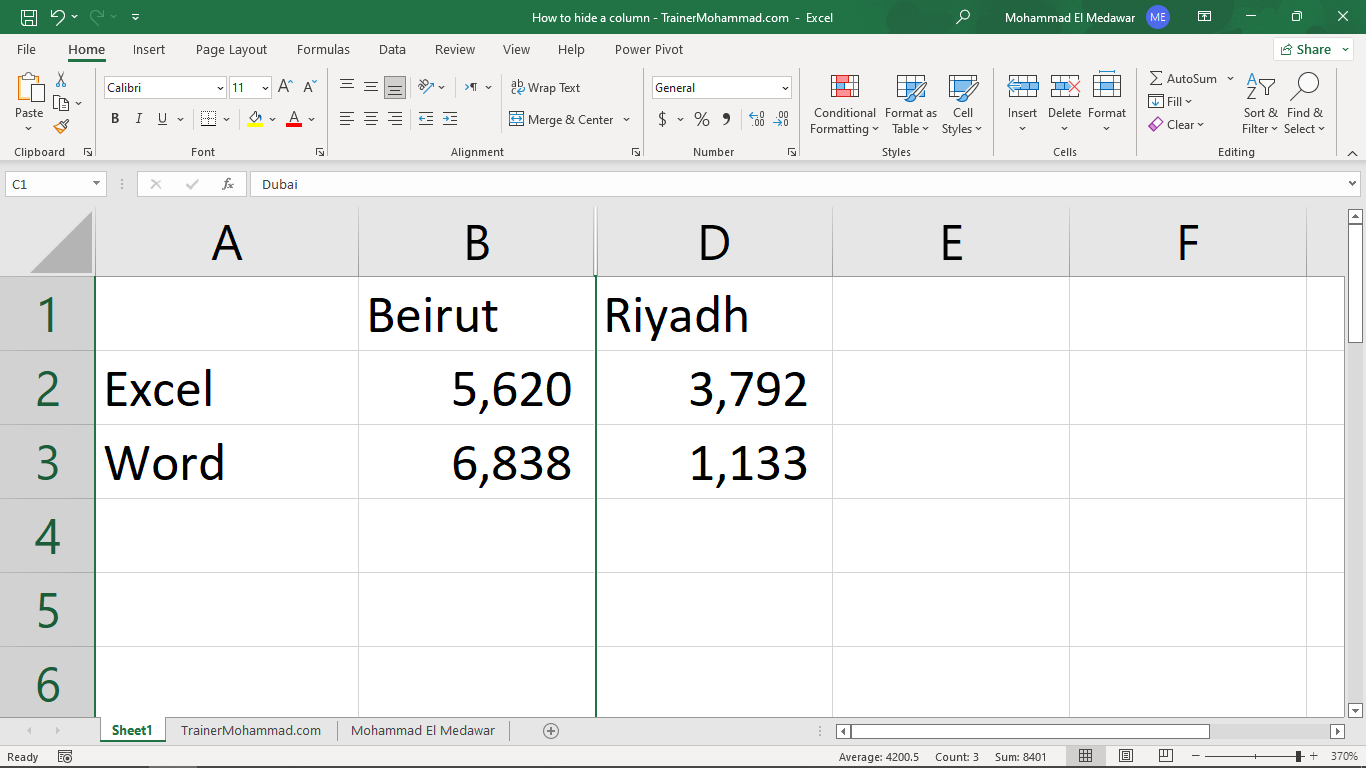 How to hide a column - TrainerMohammad.com - Excel
Mohammad El Medawar ME
File Home Insert Page Layout Formulas Data Review View Help Power Pivot Share
Paste
Calibri 11
B I U A
A A
ab Wrap Text
Merge & Center
General
$ % 9 .00 .00
Conditional Formatting
Format as Table
Cell Styles
Insert
Delete
Format
AutoSum
Fill
Clear
Sort & Filter
Find & Select
Clipboard Font Alignment Number Styles Cells Editing
C1 fx Dubai
A B D E F
1 Beirut Riyadh
2 Excel 5,620 3,792
3 Word 6,838 1,133
4
5
6
Sheet1 TrainerMohammad.com Mohammad El Medawar
Ready Average: 4200.5 Count: 3 Sum: 8401 370%